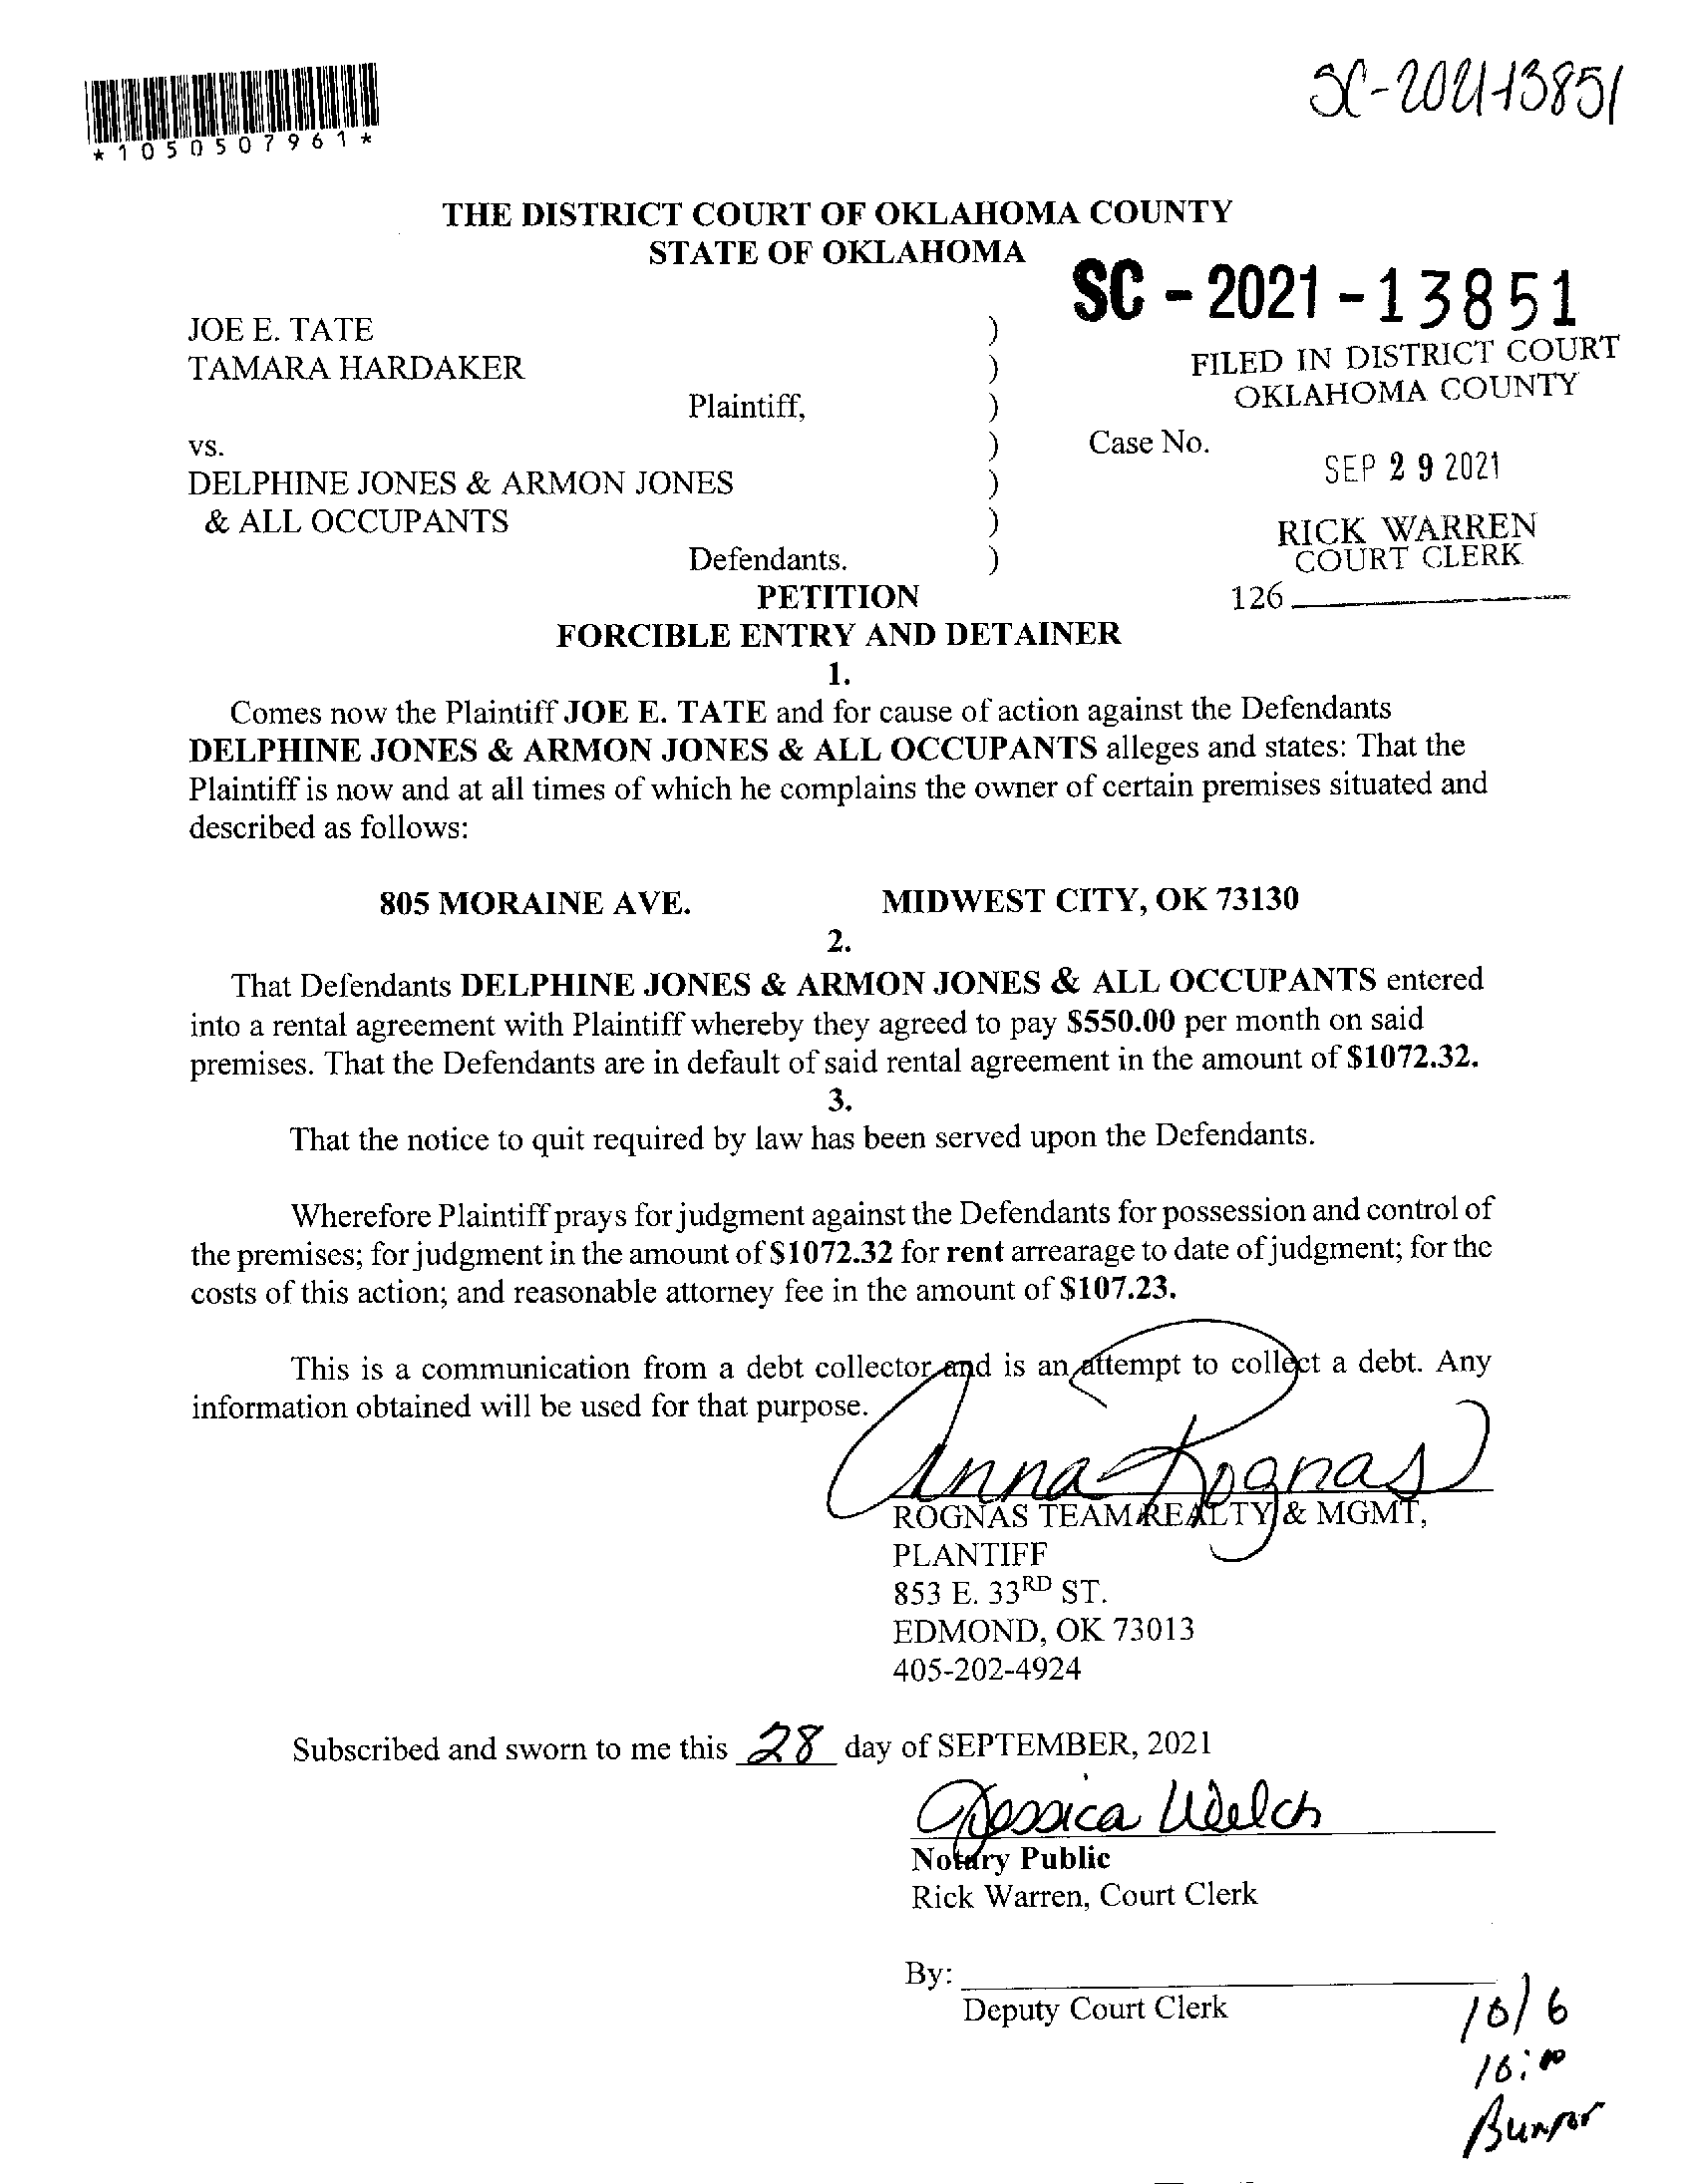 SC-2021-13851
*1050507961*
THE DISTRICT COURT OF OKLAHOMA COUNTY
STATE OF OKLAHOMA
SC - 2021 - 13851
JOE E. TATE )
FILED IN DISTRICT COURT
TAMARA HARDAKER )
OKLAHOMA COUNTY
Plaintiff, )
vs. ) Case No.
SEP 29 2021
DELPHINE JONES & ARMON JONES )
& ALL OCCUPANTS )
RICK WARREN
COURT CLERK
Defendants. )
PETITION
126
FORCIBLE ENTRY AND DETAINER
1.
Comes now the Plaintiff JOE E. TATE and for cause of action against the Defendants
DELPHINE JONES & ARMON JONES & ALL OCCUPANTS alleges and states: That the
Plaintiff is now and at all times of which he complains the owner of certain premises situated and
described as follows:
805 MORAINE AVE. MIDWEST CITY, OK 73130
2.
That Defendants DELPHINE JONES & ARMON JONES & ALL OCCUPANTS entered
into a rental agreement with Plaintiff whereby they agreed to pay $550.00 per month on said
premises. That the Defendants are in default of said rental agreement in the amount of $1072.32.
3.
That the notice to quit required by law has been served upon the Defendants.
Wherefore Plaintiff prays for judgment against the Defendants for possession and control of
the premises; for judgment in the amount of $1072.32 for rent arrearage to date of judgment; for the
costs of this action; and reasonable attorney fee in the amount of $107.23.
This is a communication from a debt collector and is an attempt to collect a debt. Any
information obtained will be used for that purpose.
Anna Rognas
ROGNAS TEAM REALTY & MGMT,
PLANTIFF
853 E. 33RD ST.
EDMOND, OK 73013
405-202-4924
Subscribed and sworn to me this 28 day of SEPTEMBER, 2021
Jessica Welch
Notary Public
Rick Warren, Court Clerk
By:
Deputy Court Clerk
10/6
10:00